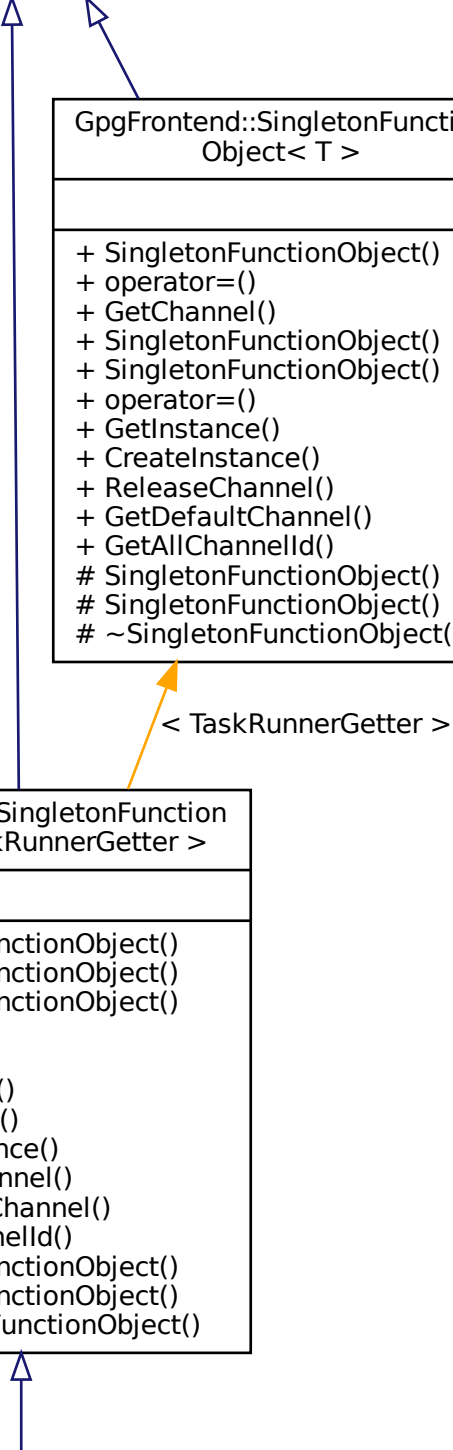 GpgFrontend::SingletonFuncti
Object< T >
+ SingletonFunctionObject()
+ operator=()
+ GetChannel()
+ SingletonFunctionObject()
+ SingletonFunctionObject()
+ operator=()
+ GetInstance()
+ CreateInstance()
+ ReleaseChannel()
+ GetDefaultChannel()
+ GetAllChannelId()
# SingletonFunctionObject()
# SingletonFunctionObject()
# ~SingletonFunctionObject(
< TaskRunnerGetter >
SingletonFunction
kRunnerGetter >
nctionObject()
nctionObject()
nctionObject()
()
()
nce()
nnel()
Channel()
nelId()
nctionObject()
nctionObject()
FunctionObject()